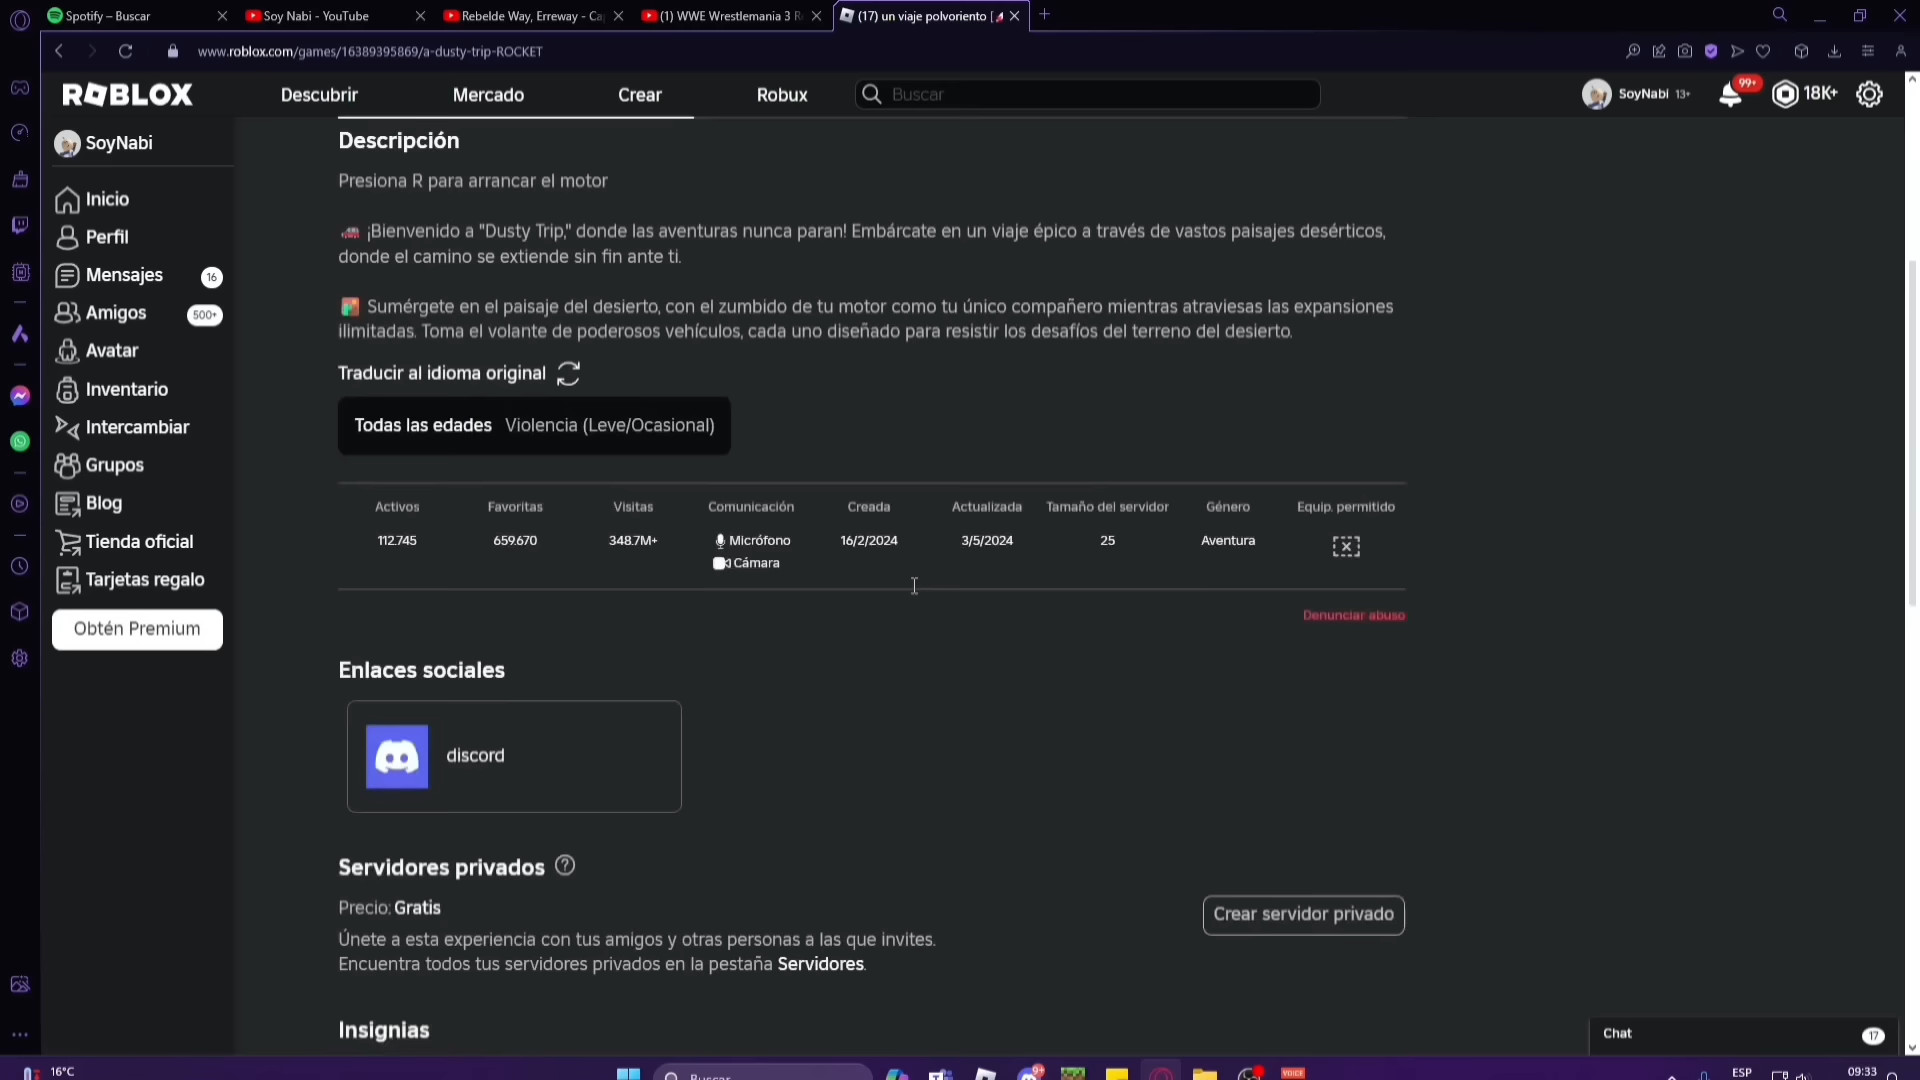 Spotify – Buscar
Soy Nabi - YouTube
Rebelde Way, Erreway - Ca
(1) WWE Wrestlemania 3 R
(17) un viaje polvoriento [
www.roblox.com/games/16389395869/a-dusty-trip-ROCKET
ROBLOX
Descubrir
Mercado
Crear
Robux
Buscar
SoyNabi 13+
99+
18K+
SoyNabi
Inicio
Perfil
Mensajes 16
Amigos 500+
Avatar
Inventario
Intercambiar
Grupos
Blog
Tienda oficial
Tarjetas regalo
Obtén Premium
Descripción
Presiona R para arrancar el motor
¡Bienvenido a "Dusty Trip," donde las aventuras nunca paran! Embárcate en un viaje épico a través de vastos paisajes desérticos,
donde el camino se extiende sin fin ante ti.
Sumérgete en el paisaje del desierto, con el zumbido de tu motor como tu único compañero mientras atraviesas las expansiones
ilimitadas. Toma el volante de poderosos vehículos, cada uno diseñado para resistir los desafíos del terreno del desierto.
Traducir al idioma original
Todas las edades Violencia (Leve/Ocasional)
Activos Favoritas Visitas Comunicación Creada Actualizada Tamaño del servidor Género Equip. permitido
112.745 659.670 348.7M+ Micrófono 16/2/2024 3/5/2024 25 Aventura
Cámara
Denunciar abuso
Enlaces sociales
discord
Servidores privados
Precio: Gratis
Crear servidor privado
Únete a esta experiencia con tus amigos y otras personas a las que invites.
Encuentra todos tus servidores privados en la pestaña Servidores.
Insignias
Chat 17
16°C
Buscar
9+
VOICE
ESP
09:33